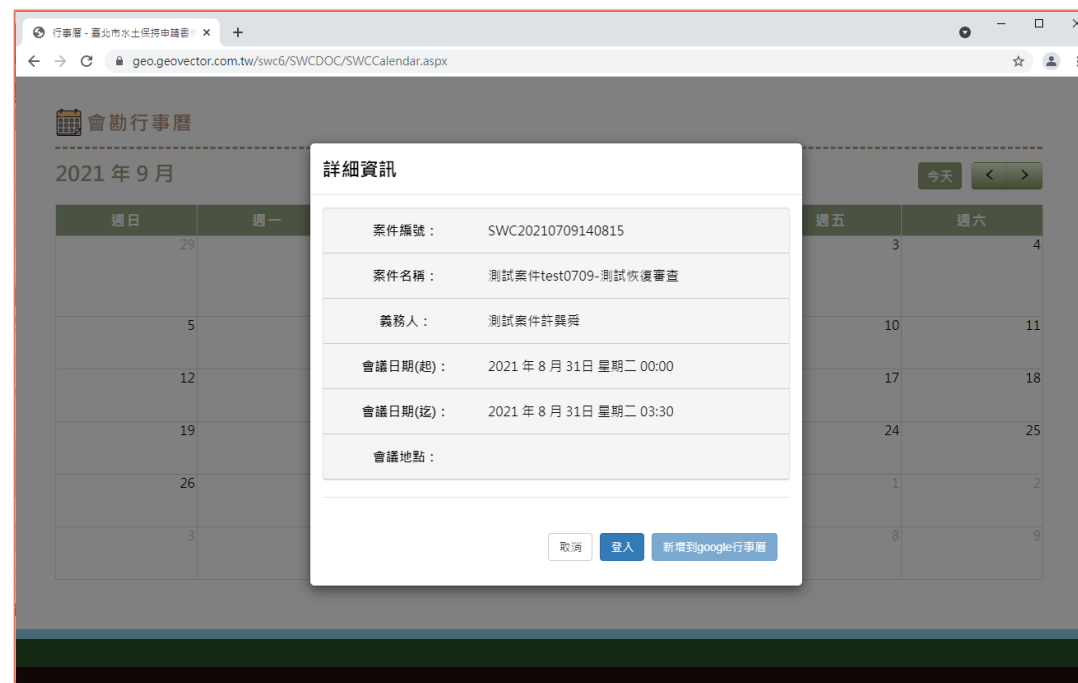 行事曆 - 臺北市水土保持申請書
geo.geovector.com.tw/swc6/SWCDOC/SWCCalendar.aspx
會勘行事曆
2021 年 9 月
今天
週日 週一 週五 週六
29 3 4
5 10 11
12 17 18
19 24 25
26 1 2
3 8 9
詳細資訊
案件編號： SWC20210709140815
案件名稱： 測試案件test0709-測試恢復審查
義務人： 測試案件許巽舜
會議日期(起)： 2021 年 8 月 31日 星期二 00:00
會議日期(迄)： 2021 年 8 月 31日 星期二 03:30
會議地點：
取消 登入 新增到google行事曆